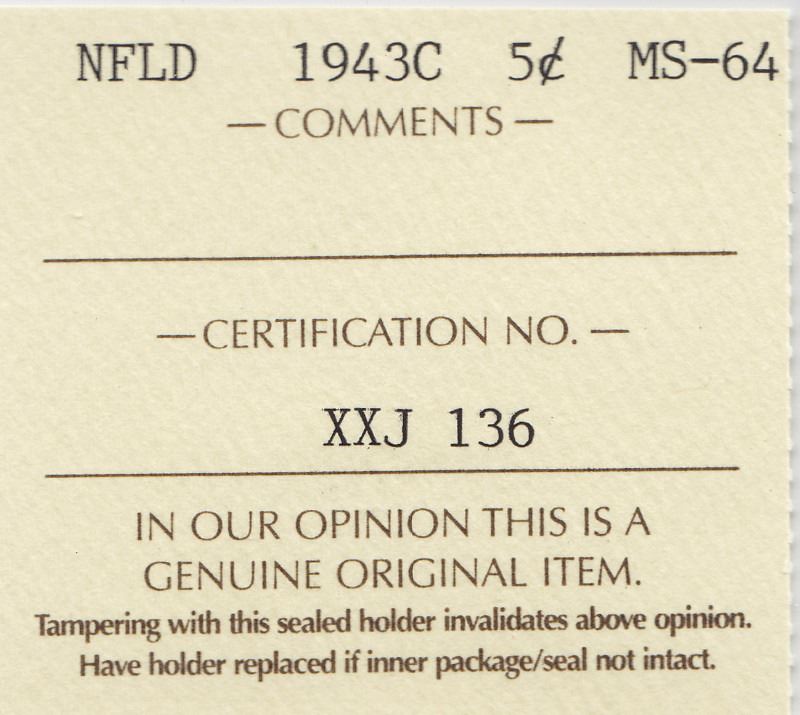 NFLD 1943C 5¢ MS-64
—COMMENTS—
—CERTIFICATION NO.—
XXJ 136
IN OUR OPINION THIS IS A
GENUINE ORIGINAL ITEM.
Tampering with this sealed holder invalidates above opinion.
Have holder replaced if inner package/seal not intact.